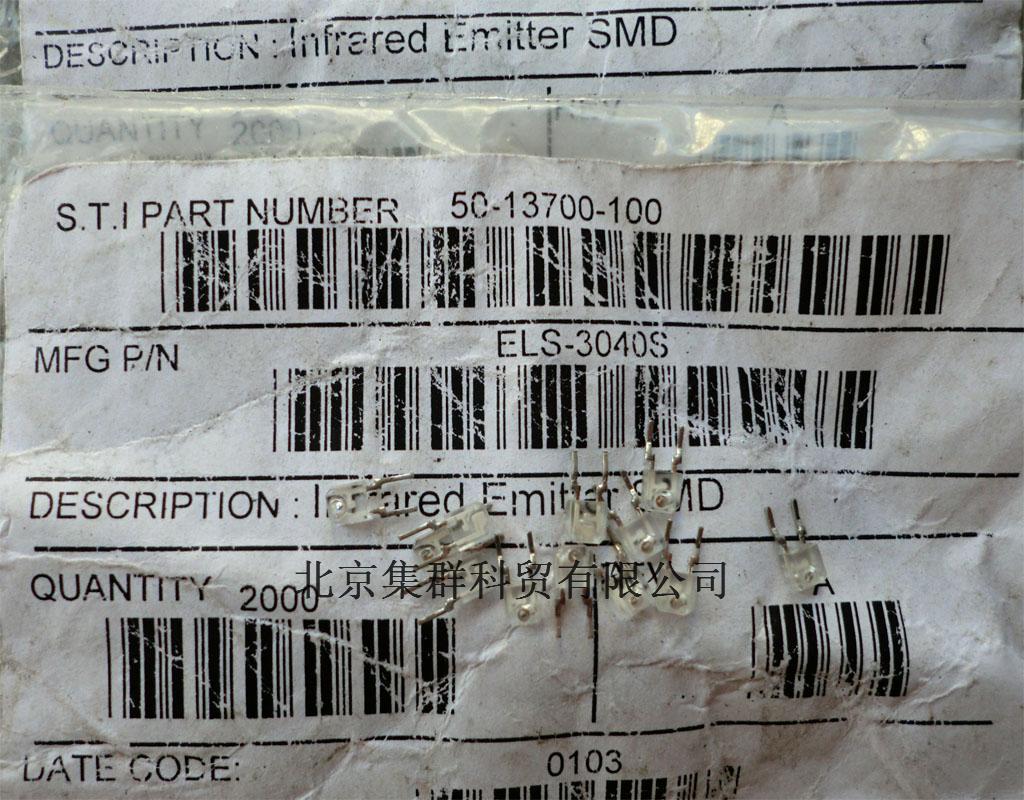 DESCRIPTION : Infrared Emitter SMD
QUANTITY 2000 REV A
S.T.I PART NUMBER 50-13700-100
MFG P/N ELS-3040S
DESCRIPTION : Infrared Emitter SMD
QUANTITY 2000 A
北京集群科贸有限公司
DATE CODE: 0103